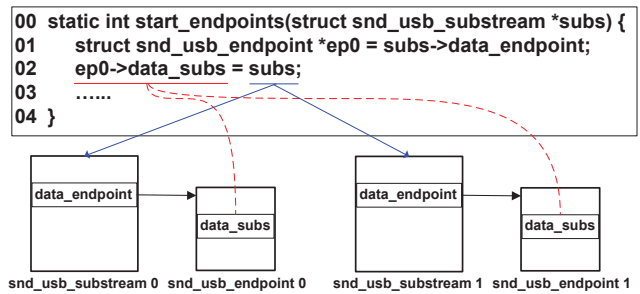 00 static int start_endpoints(struct snd_usb_substream *subs) {
01 struct snd_usb_endpoint *ep0 = subs->data_endpoint;
02 ep0->data_subs = subs;
03 …...
04 }
data_endpoint
data_subs
data_endpoint
data_subs
snd_usb_substream 0 snd_usb_endpoint 0 snd_usb_substream 1 snd_usb_endpoint 1